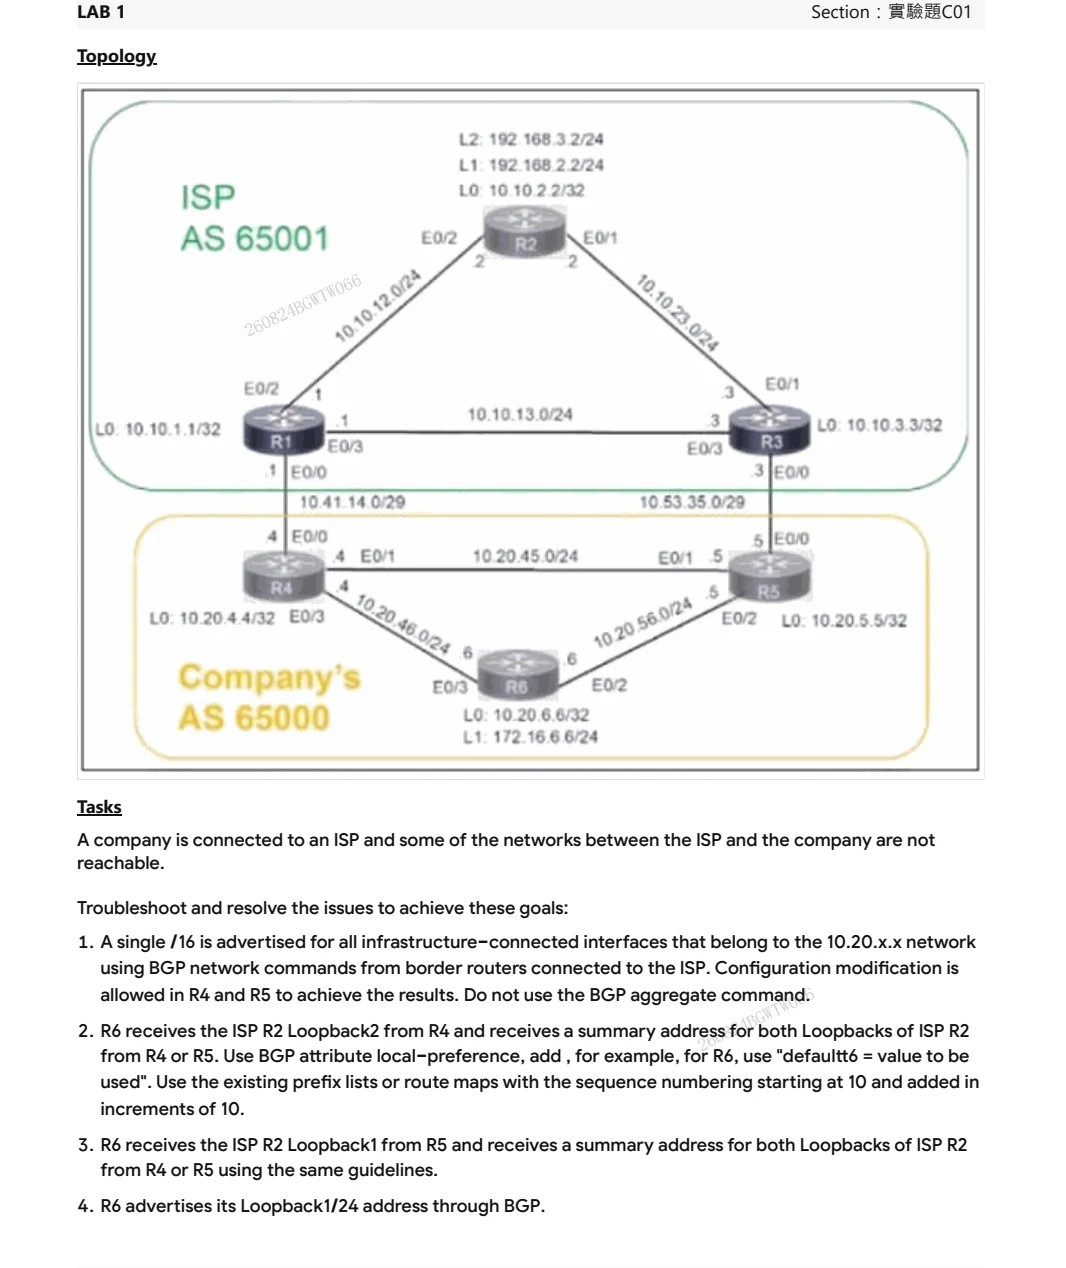 LAB 1
Section：實驗題C01
Topology
L2: 192.168.3.2/24
L1: 192.168.2.2/24
L0: 10.10.2.2/32
ISP
AS 65001
E0/2
R2
E0/1
.2
.2
260824BGWTW066
10.10.12.0/24
10.10.23.0/24
E0/2
.1
.3
E0/1
L0: 10.10.1.1/32
R1
.1
10.10.13.0/24
.3
R3
L0: 10.10.3.3/32
E0/3
E0/3
.1
E0/0
.3
E0/0
10.41.14.0/29
10.53.35.0/29
.4
E0/0
.5
E0/0
.4
E0/1
10.20.45.0/24
E0/1
.5
R4
.4
.5
R5
L0: 10.20.4.4/32
E0/3
10.20.46.0/24
10.20.56.0/24
E0/2
L0: 10.20.5.5/32
.6
.6
Company's
AS 65000
E0/3
R6
E0/2
L0: 10.20.6.6/32
L1: 172.16.6.6/24
Tasks
A company is connected to an ISP and some of the networks between the ISP and the company are not
reachable.
Troubleshoot and resolve the issues to achieve these goals:
1. A single /16 is advertised for all infrastructure-connected interfaces that belong to the 10.20.x.x network
using BGP network commands from border routers connected to the ISP. Configuration modification is
allowed in R4 and R5 to achieve the results. Do not use the BGP aggregate command.
2. R6 receives the ISP R2 Loopback2 from R4 and receives a summary address for both Loopbacks of ISP R2
from R4 or R5. Use BGP attribute local-preference, add , for example, for R6, use "defaultt6 = value to be
used". Use the existing prefix lists or route maps with the sequence numbering starting at 10 and added in
increments of 10.
3. R6 receives the ISP R2 Loopback1 from R5 and receives a summary address for both Loopbacks of ISP R2
from R4 or R5 using the same guidelines.
4. R6 advertises its Loopback1/24 address through BGP.